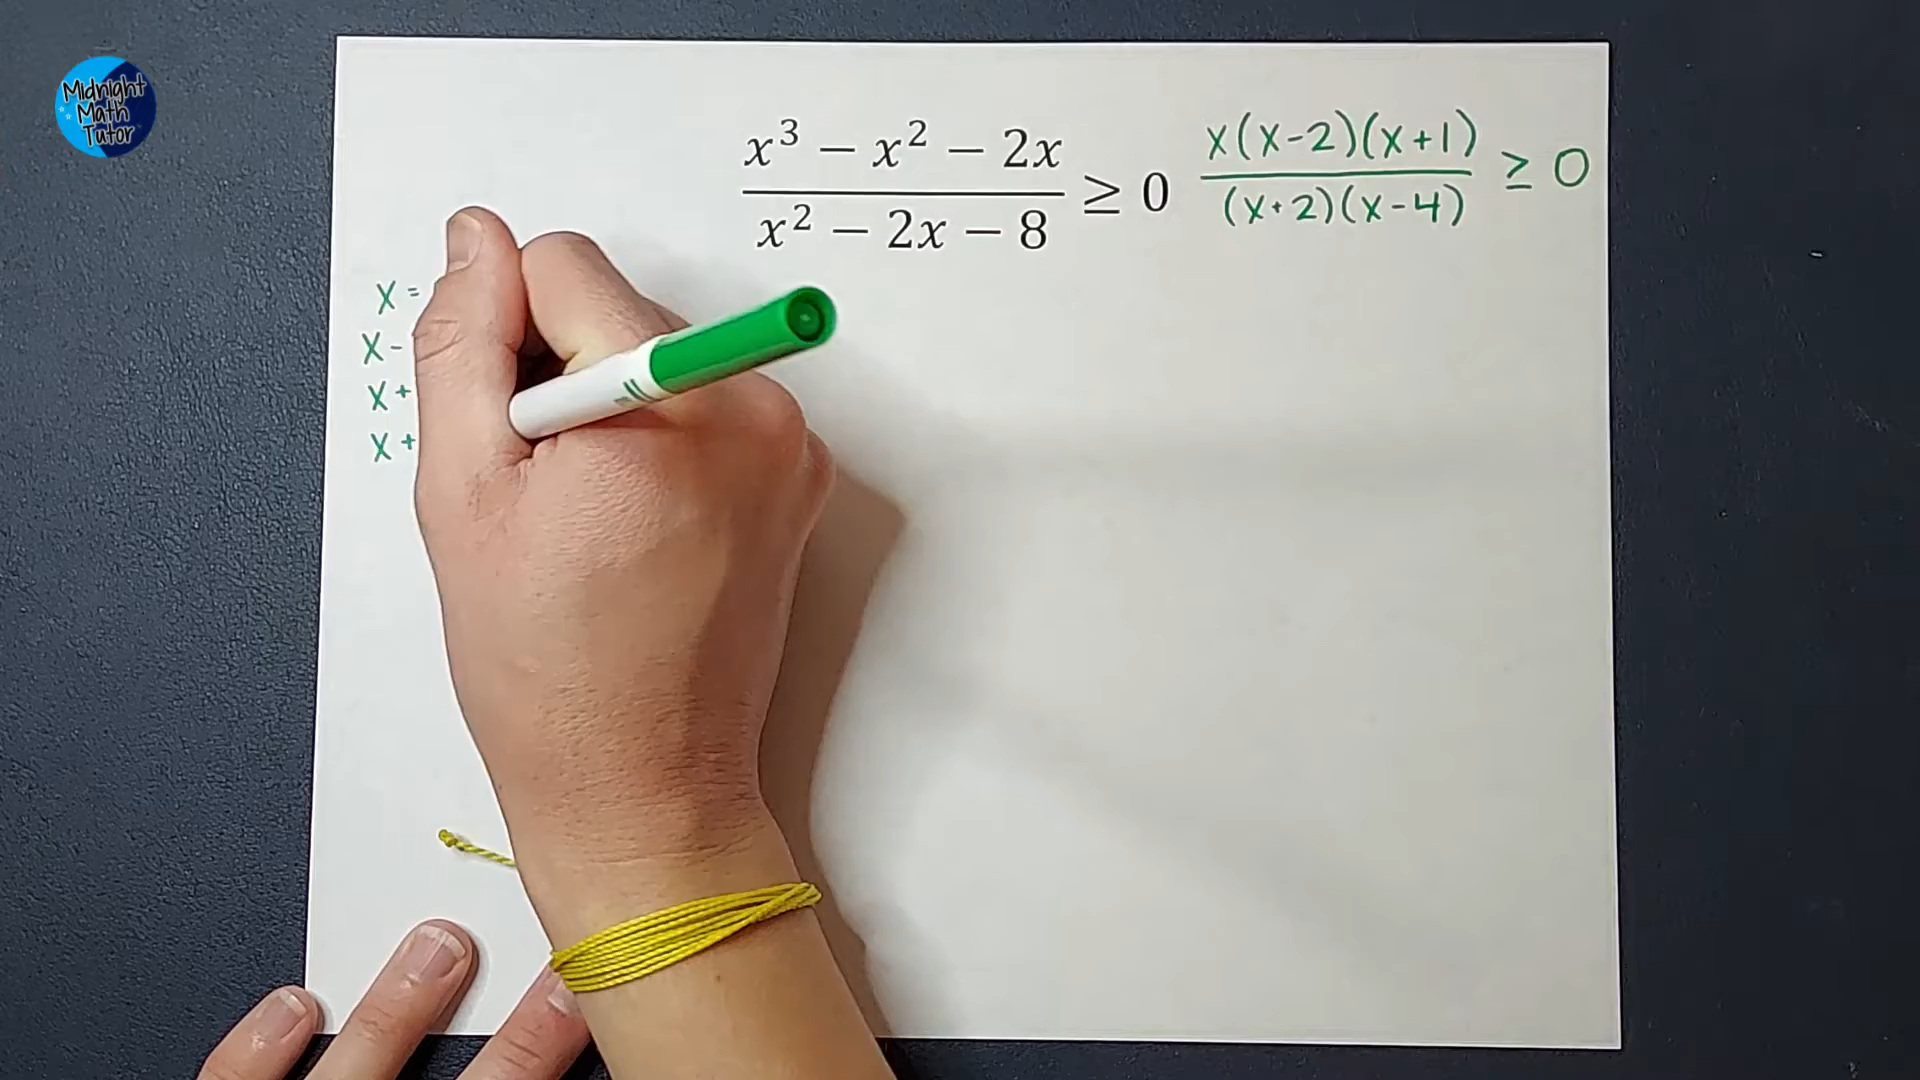 Midnight
Math
Tutor
x³ − x² − 2x
x² − 2x − 8
≥ 0
x(x-2)(x+1)
(x+2)(x-4)
≥ 0
x =
x -
x +
x +